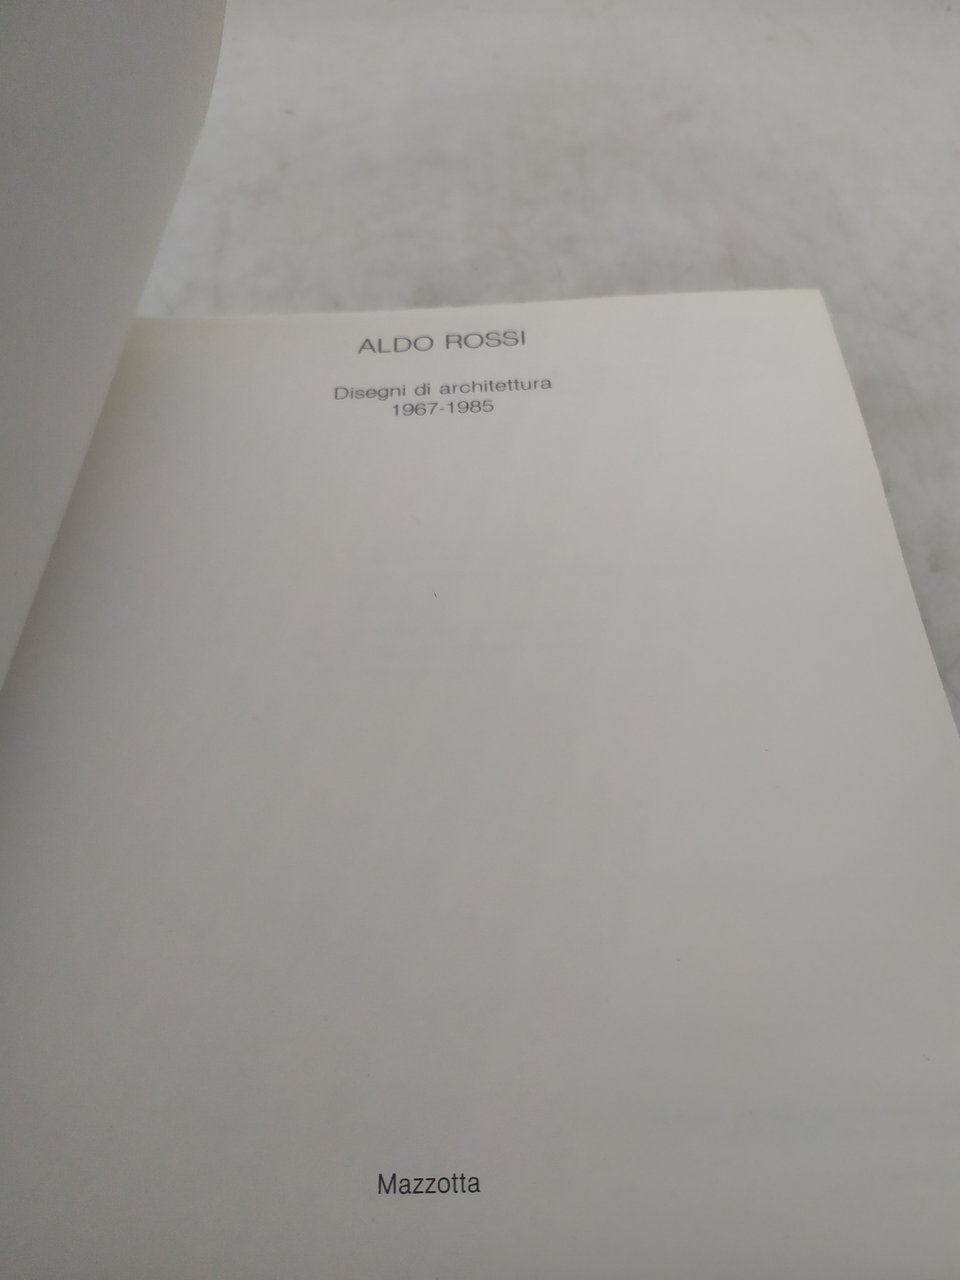 ALDO ROSSI
Disegni di architettura
1967-1985
Mazzotta